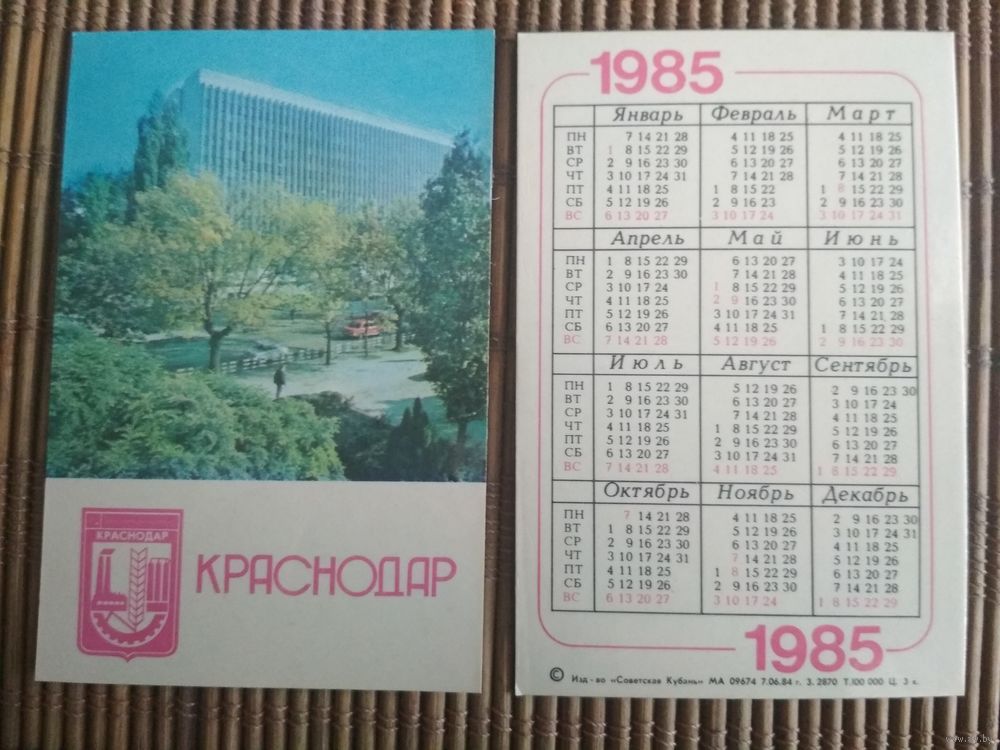 КРАСНОДАР
КРАСНОДАР
1985
Январь Февраль Март
ПН 7 14 21 28 4 11 18 25 4 11 18 25
ВТ 1 8 15 22 29 5 12 19 26 5 12 19 26
СР 2 9 16 23 30 6 13 20 27 6 13 20 27
ЧТ 3 10 17 24 31 7 14 21 28 7 14 21 28
ПТ 4 11 18 25 1 8 15 22 1 8 15 22 29
СБ 5 12 19 26 2 9 16 23 2 9 16 23 30
ВС 6 13 20 27 3 10 17 24 3 10 17 24 31
Апрель Май Июнь
ПН 1 8 15 22 29 6 13 20 27 3 10 17 24
ВТ 2 9 16 23 30 7 14 21 28 4 11 18 25
СР 3 10 17 24 1 8 15 22 29 5 12 19 26
ЧТ 4 11 18 25 2 9 16 23 30 6 13 20 27
ПТ 5 12 19 26 3 10 17 24 31 7 14 21 28
СБ 6 13 20 27 4 11 18 25 1 8 15 22 29
ВС 7 14 21 28 5 12 19 26 2 9 16 23 30
Июль Август Сентябрь
ПН 1 8 15 22 29 5 12 19 26 2 9 16 23 30
ВТ 2 9 16 23 30 6 13 20 27 3 10 17 24
СР 3 10 17 24 31 7 14 21 28 4 11 18 25
ЧТ 4 11 18 25 1 8 15 22 29 5 12 19 26
ПТ 5 12 19 26 2 9 16 23 30 6 13 20 27
СБ 6 13 20 27 3 10 17 24 31 7 14 21 28
ВС 7 14 21 28 4 11 18 25 1 8 15 22 29
Октябрь Ноябрь Декабрь
ПН 7 14 21 28 4 11 18 25 2 9 16 23 30
ВТ 1 8 15 22 29 5 12 19 26 3 10 17 24 31
СР 2 9 16 23 30 6 13 20 27 4 11 18 25
ЧТ 3 10 17 24 31 7 14 21 28 5 12 19 26
ПТ 4 11 18 25 1 8 15 22 29 6 13 20 27
СБ 5 12 19 26 2 9 16 23 30 7 14 21 28
ВС 6 13 20 27 3 10 17 24 1 8 15 22 29
1985
© Изд-во «Советская Кубань» МА 09674 7.06.84 г. З. 2870 Т.100 000 Ц. 3 к.